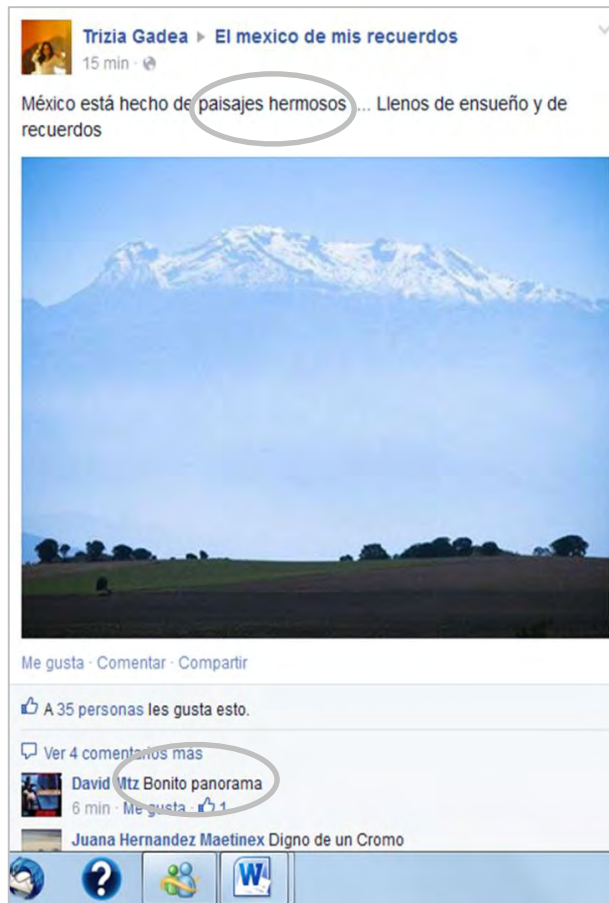 Trizia Gadea ▸ El mexico de mis recuerdos
15 min ·
México está hecho de paisajes hermosos .... Llenos de ensueño y de
recuerdos
Me gusta · Comentar · Compartir
A 35 personas les gusta esto.
Ver 4 comentarios más
David Mtz Bonito panorama
6 min · Me gusta · 1
Juana Hernandez Maetinex Digno de un Cromo
?
W